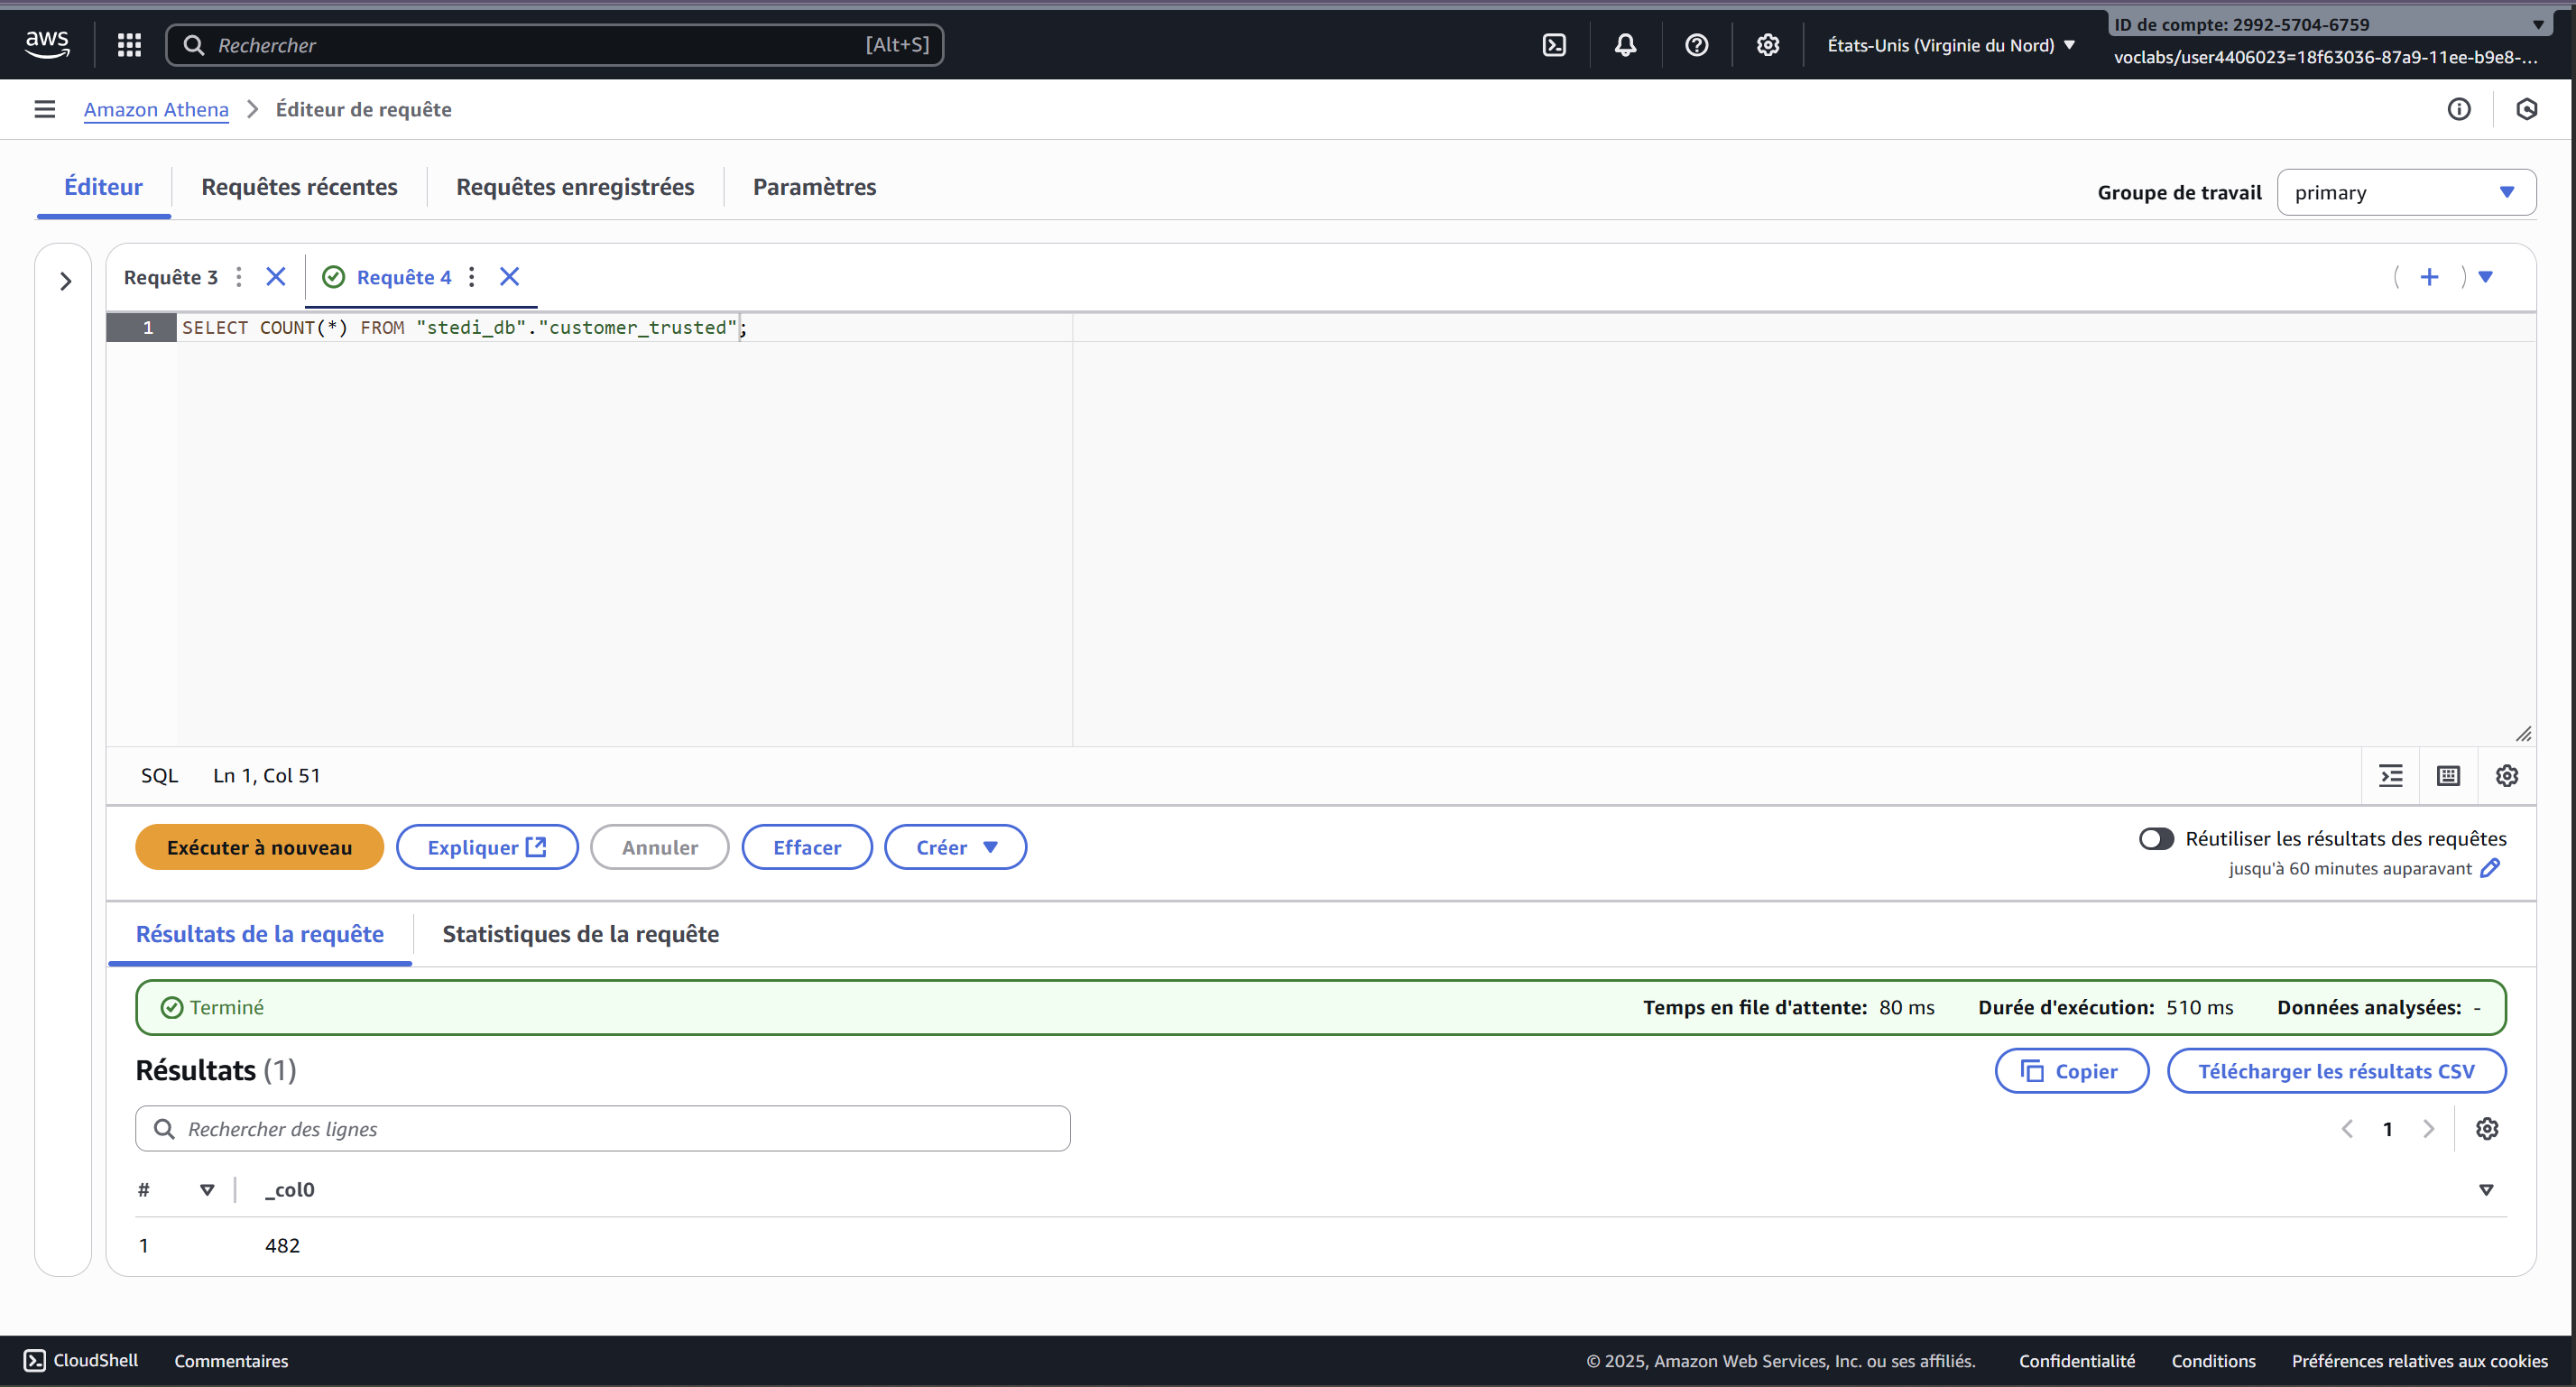 aws
Rechercher [Alt+S]
États-Unis (Virginie du Nord)
ID de compte: 2992-5704-6759
voclabs/user4406023=18f63036-87a9-11ee-b9e8-...
Amazon Athena > Éditeur de requête
Éditeur Requêtes récentes Requêtes enregistrées Paramètres
Groupe de travail primary
Requête 3 Requête 4
1 SELECT COUNT(*) FROM "stedi_db"."customer_trusted";
SQL Ln 1, Col 51
Exécuter à nouveau Expliquer Annuler Effacer Créer
Réutiliser les résultats des requêtes
jusqu'à 60 minutes auparavant
Résultats de la requête Statistiques de la requête
Terminé Temps en file d'attente: 80 ms Durée d'exécution: 510 ms Données analysées: -
Résultats (1) Copier Télécharger les résultats CSV
Rechercher des lignes 1
# _col0
1 482
CloudShell Commentaires © 2025, Amazon Web Services, Inc. ou ses affiliés. Confidentialité Conditions Préférences relatives aux cookies